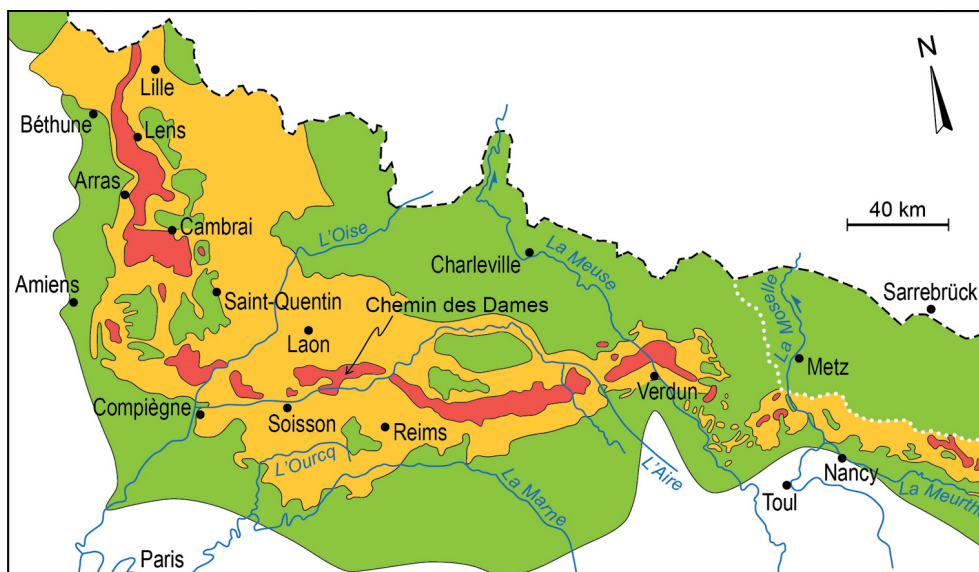 N
Lille
Béthune
Lens
Arras
Cambrai
L'Oise
La Meuse
40 km
Charleville
Amiens
Saint-Quentin
Chemin des Dames
La Moselle
Sarrebrück
Laon
Metz
Verdun
Compiègne
Soisson
Reims
L'Ourcq
L'Aire
Nancy
La Marne
Toul
La Meurth
Paris